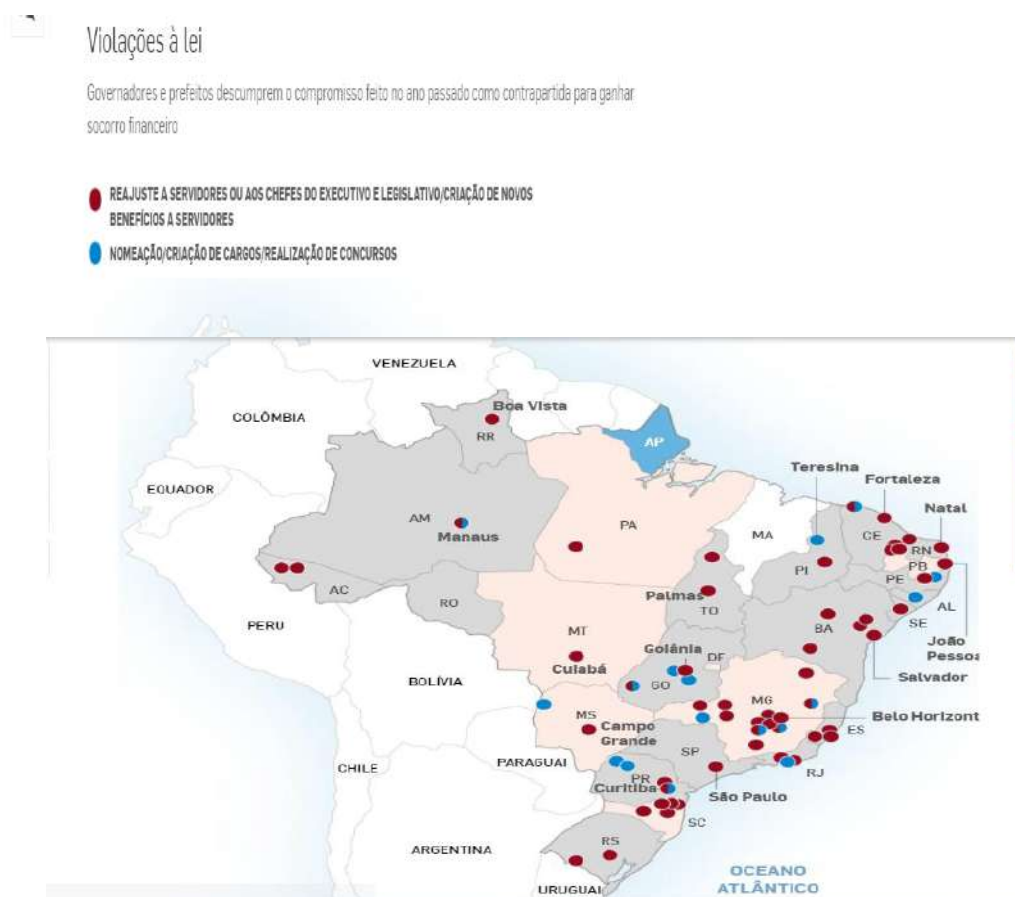 Violações à lei
Governadores e prefeitos descumprem o compromisso feito no ano passado como contrapartida para ganhar
socorro financeiro
REAJUSTE A SERVIDORES OU AOS CHEFES DO EXECUTIVO E LEGISLATIVO/CRIAÇÃO DE NOVOS
BENEFÍCIOS A SERVIDORES
NOMEAÇÃO/CRIAÇÃO DE CARGOS/REALIZAÇÃO DE CONCURSOS
VENEZUELA
COLÔMBIA
Boa Vista
RR
AP
EQUADOR
Teresina
Fortaleza
Natal
AM
Manaus
PA
MA
CE
RN
PB
PI
PE
AC
RO
Palmas
TO
AL
SE
PERU
BA
João
Pessoa
MT
Cuiabá
Goiânia
DF
GO
Salvador
BOLÍVIA
MG
Belo Horizont
MS
Campo
Grande
ES
SP
CHILE
PARAGUAI
PR
Curitiba
RJ
São Paulo
SC
RS
ARGENTINA
OCEANO
ATLÂNTICO
URUGUAI